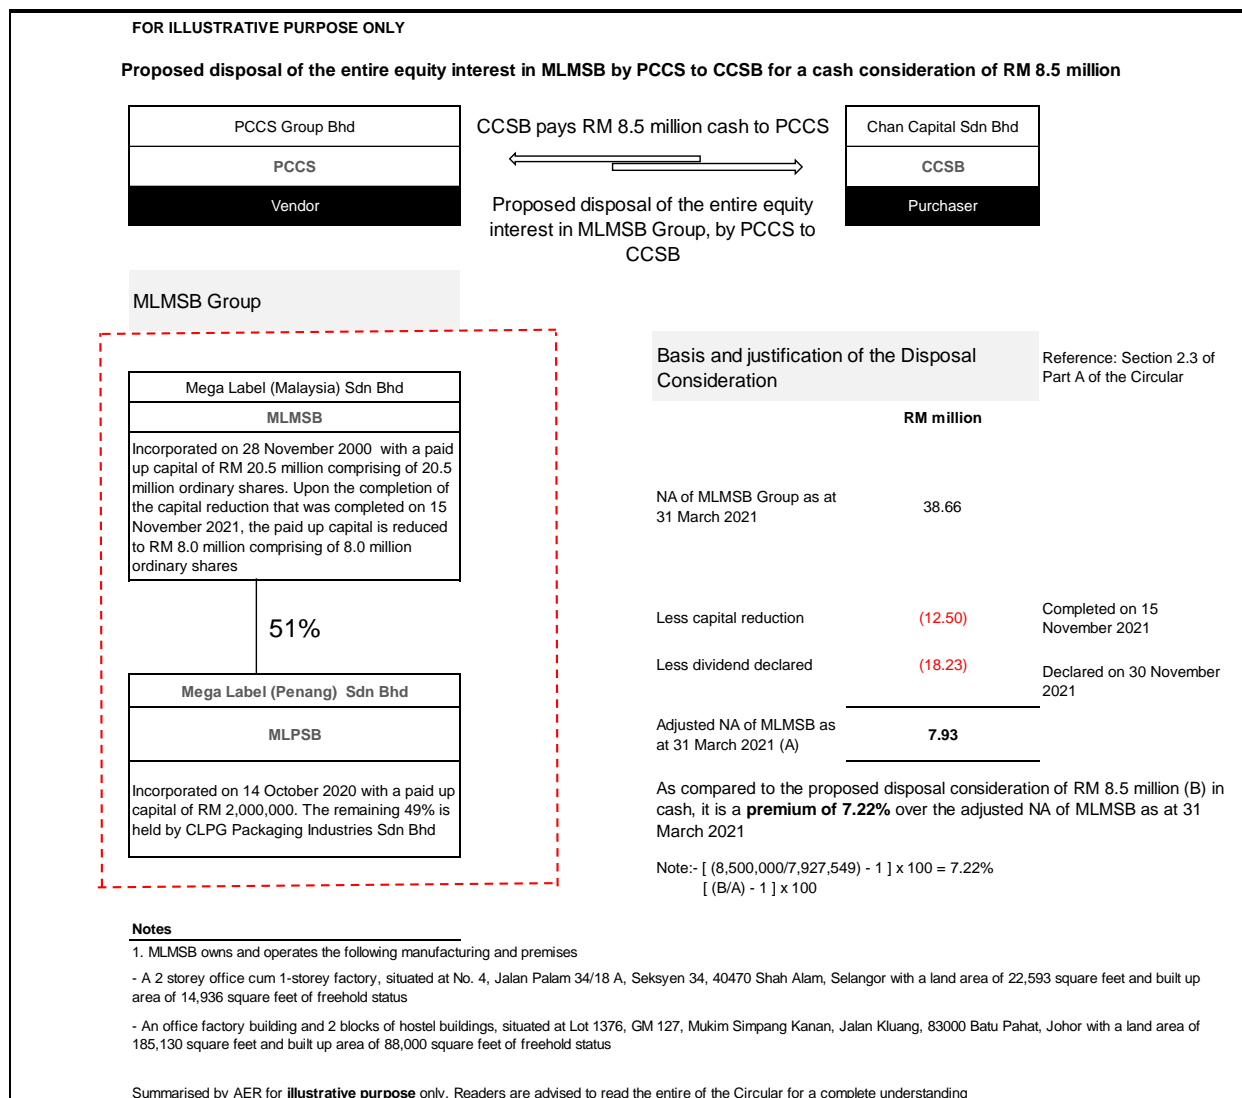 FOR ILLUSTRATIVE PURPOSE ONLY
Proposed disposal of the entire equity interest in MLMSB by PCCS to CCSB for a cash consideration of RM 8.5 million
PCCS Group Bhd
PCCS
Vendor
CCSB pays RM 8.5 million cash to PCCS
Proposed disposal of the entire equity
interest in MLMSB Group, by PCCS to
CCSB
Chan Capital Sdn Bhd
CCSB
Purchaser
MLMSB Group
Mega Label (Malaysia) Sdn Bhd
MLMSB
Incorporated on 28 November 2000 with a paid
up capital of RM 20.5 million comprising of 20.5
million ordinary shares. Upon the completion of
the capital reduction that was completed on 15
November 2021, the paid up capital is reduced
to RM 8.0 million comprising of 8.0 million
ordinary shares
51%
Mega Label (Penang) Sdn Bhd
MLPSB
Incorporated on 14 October 2020 with a paid up
capital of RM 2,000,000. The remaining 49% is
held by CLPG Packaging Industries Sdn Bhd
Basis and justification of the Disposal
Consideration
Reference: Section 2.3 of
Part A of the Circular
RM million
NA of MLMSB Group as at
31 March 2021
38.66
Less capital reduction
(12.50)
Completed on 15
November 2021
Less dividend declared
(18.23)
Declared on 30 November
2021
Adjusted NA of MLMSB as
at 31 March 2021 (A)
7.93
As compared to the proposed disposal consideration of RM 8.5 million (B) in
cash, it is a premium of 7.22% over the adjusted NA of MLMSB as at 31
March 2021
Note:- [ (8,500,000/7,927,549) - 1 ] x 100 = 7.22%
[ (B/A) - 1 ] x 100
Notes
1. MLMSB owns and operates the following manufacturing and premises
- A 2 storey office cum 1-storey factory, situated at No. 4, Jalan Palam 34/18 A, Seksyen 34, 40470 Shah Alam, Selangor with a land area of 22,593 square feet and built up
area of 14,936 square feet of freehold status
- An office factory building and 2 blocks of hostel buildings, situated at Lot 1376, GM 127, Mukim Simpang Kanan, Jalan Kluang, 83000 Batu Pahat, Johor with a land area of
185,130 square feet and built up area of 88,000 square feet of freehold status
Summarised by AER for illustrative purpose only. Readers are advised to read the entire of the Circular for a complete understanding